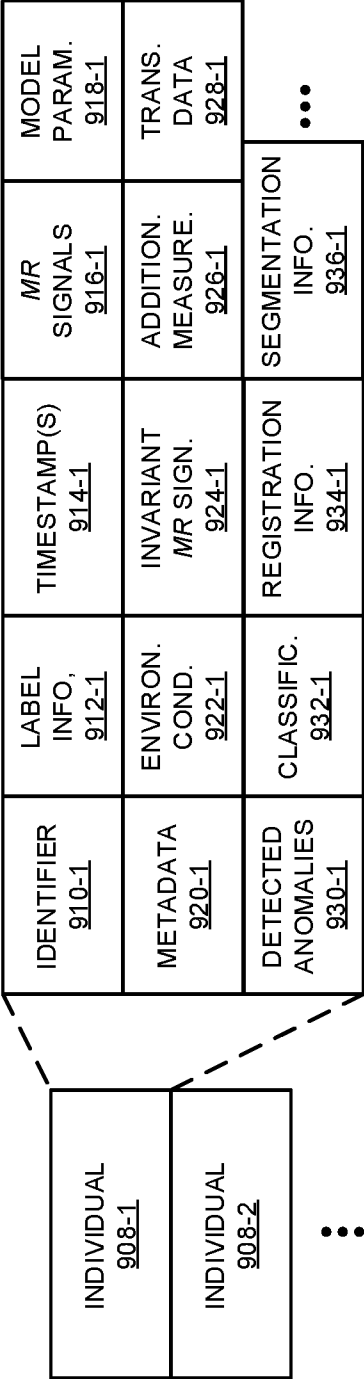 INDIVIDUAL
908-1
INDIVIDUAL
908-2
IDENTIFIER
910-1
LABEL
INFO,
912-1
TIMESTAMP(S)
914-1
MR
SIGNALS
916-1
MODEL
PARAM.
918-1
METADATA
920-1
ENVIRON.
COND.
922-1
INVARIANT
MR SIGN.
924-1
ADDITION.
MEASURE.
926-1
TRANS.
DATA
928-1
DETECTED
ANOMALIES
930-1
CLASSIFIC.
932-1
REGISTRATION
INFO.
934-1
SEGMENTATION
INFO.
936-1